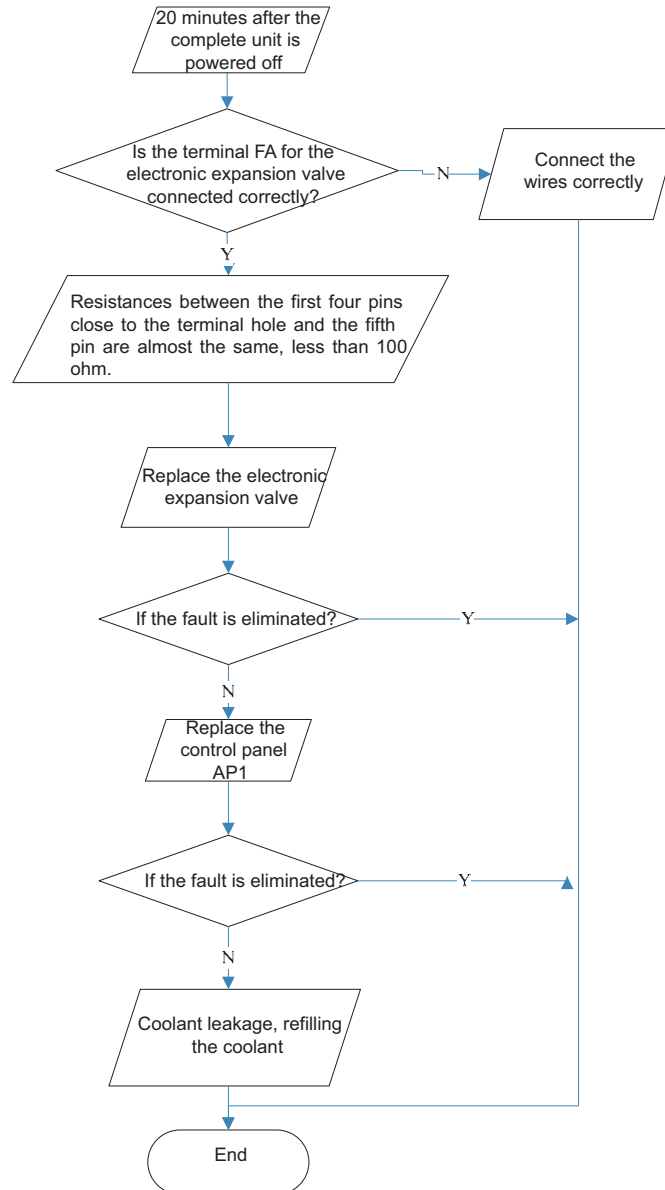 20 minutes after the
complete unit is
powered off
Is the terminal FA for the
electronic expansion valve
connected correctly?
N
Connect the
wires correctly
Y
Resistances between the first four pins
close to the terminal hole and the fifth
pin are almost the same, less than 100
ohm.
Replace the electronic
expansion valve
If the fault is eliminated?
Y
N
Replace the
control panel
AP1
If the fault is eliminated?
Y
N
Coolant leakage, refilling
the coolant
End